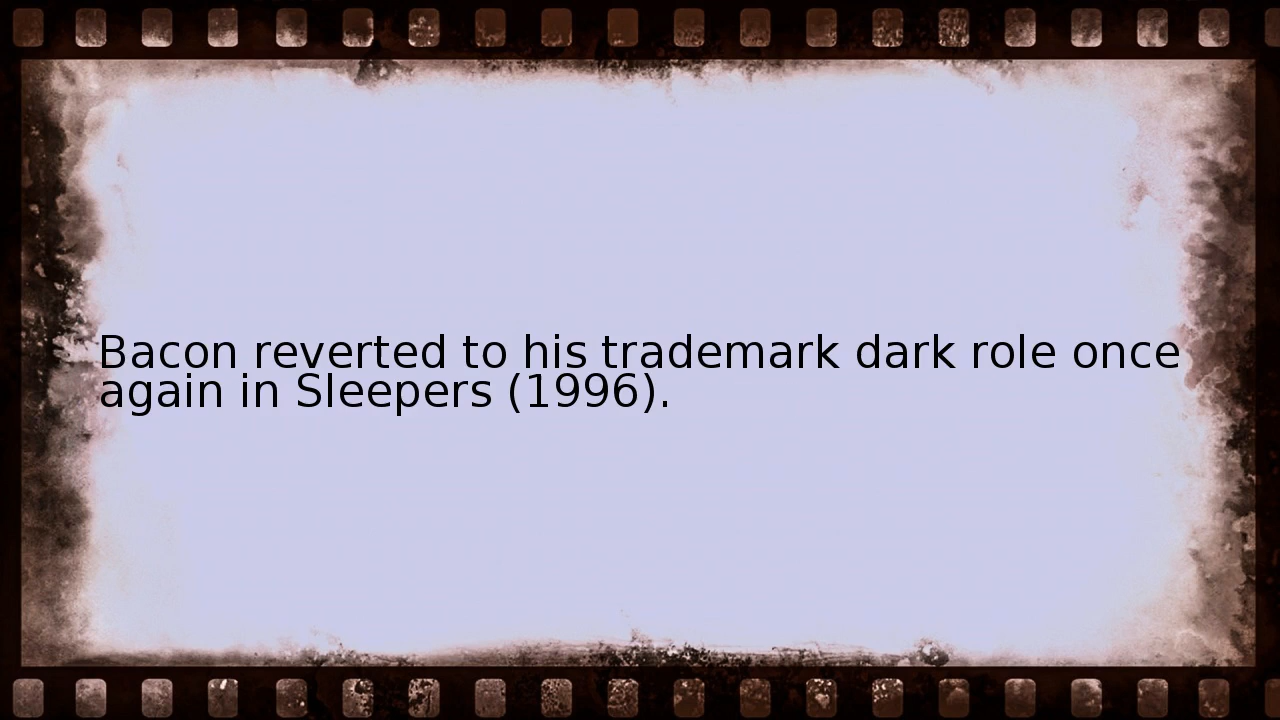 Bacon reverted to his trademark dark role once
again in Sleepers (1996).